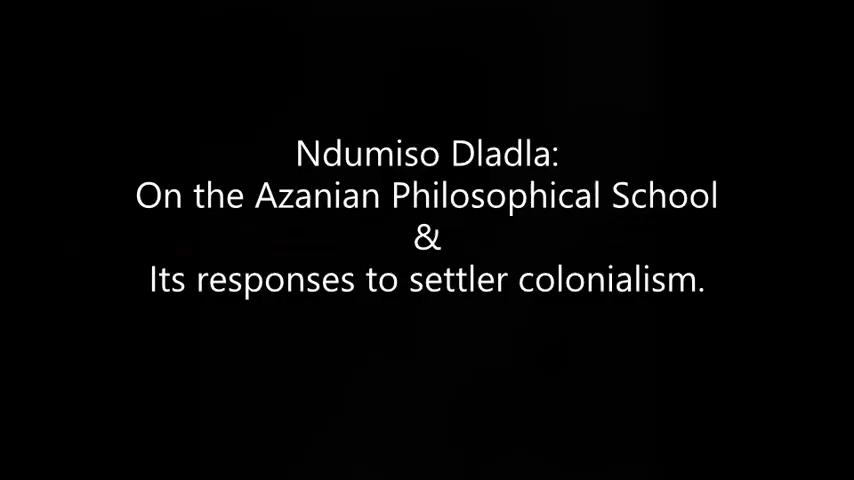 Ndumiso Dladla:
On the Azanian Philosophical School
&
Its responses to settler colonialism.